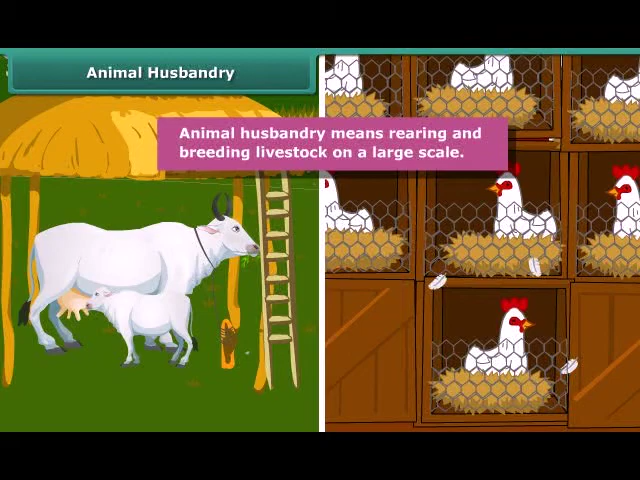 Animal Husbandry
Animal husbandry means rearing and
breeding livestock on a large scale.